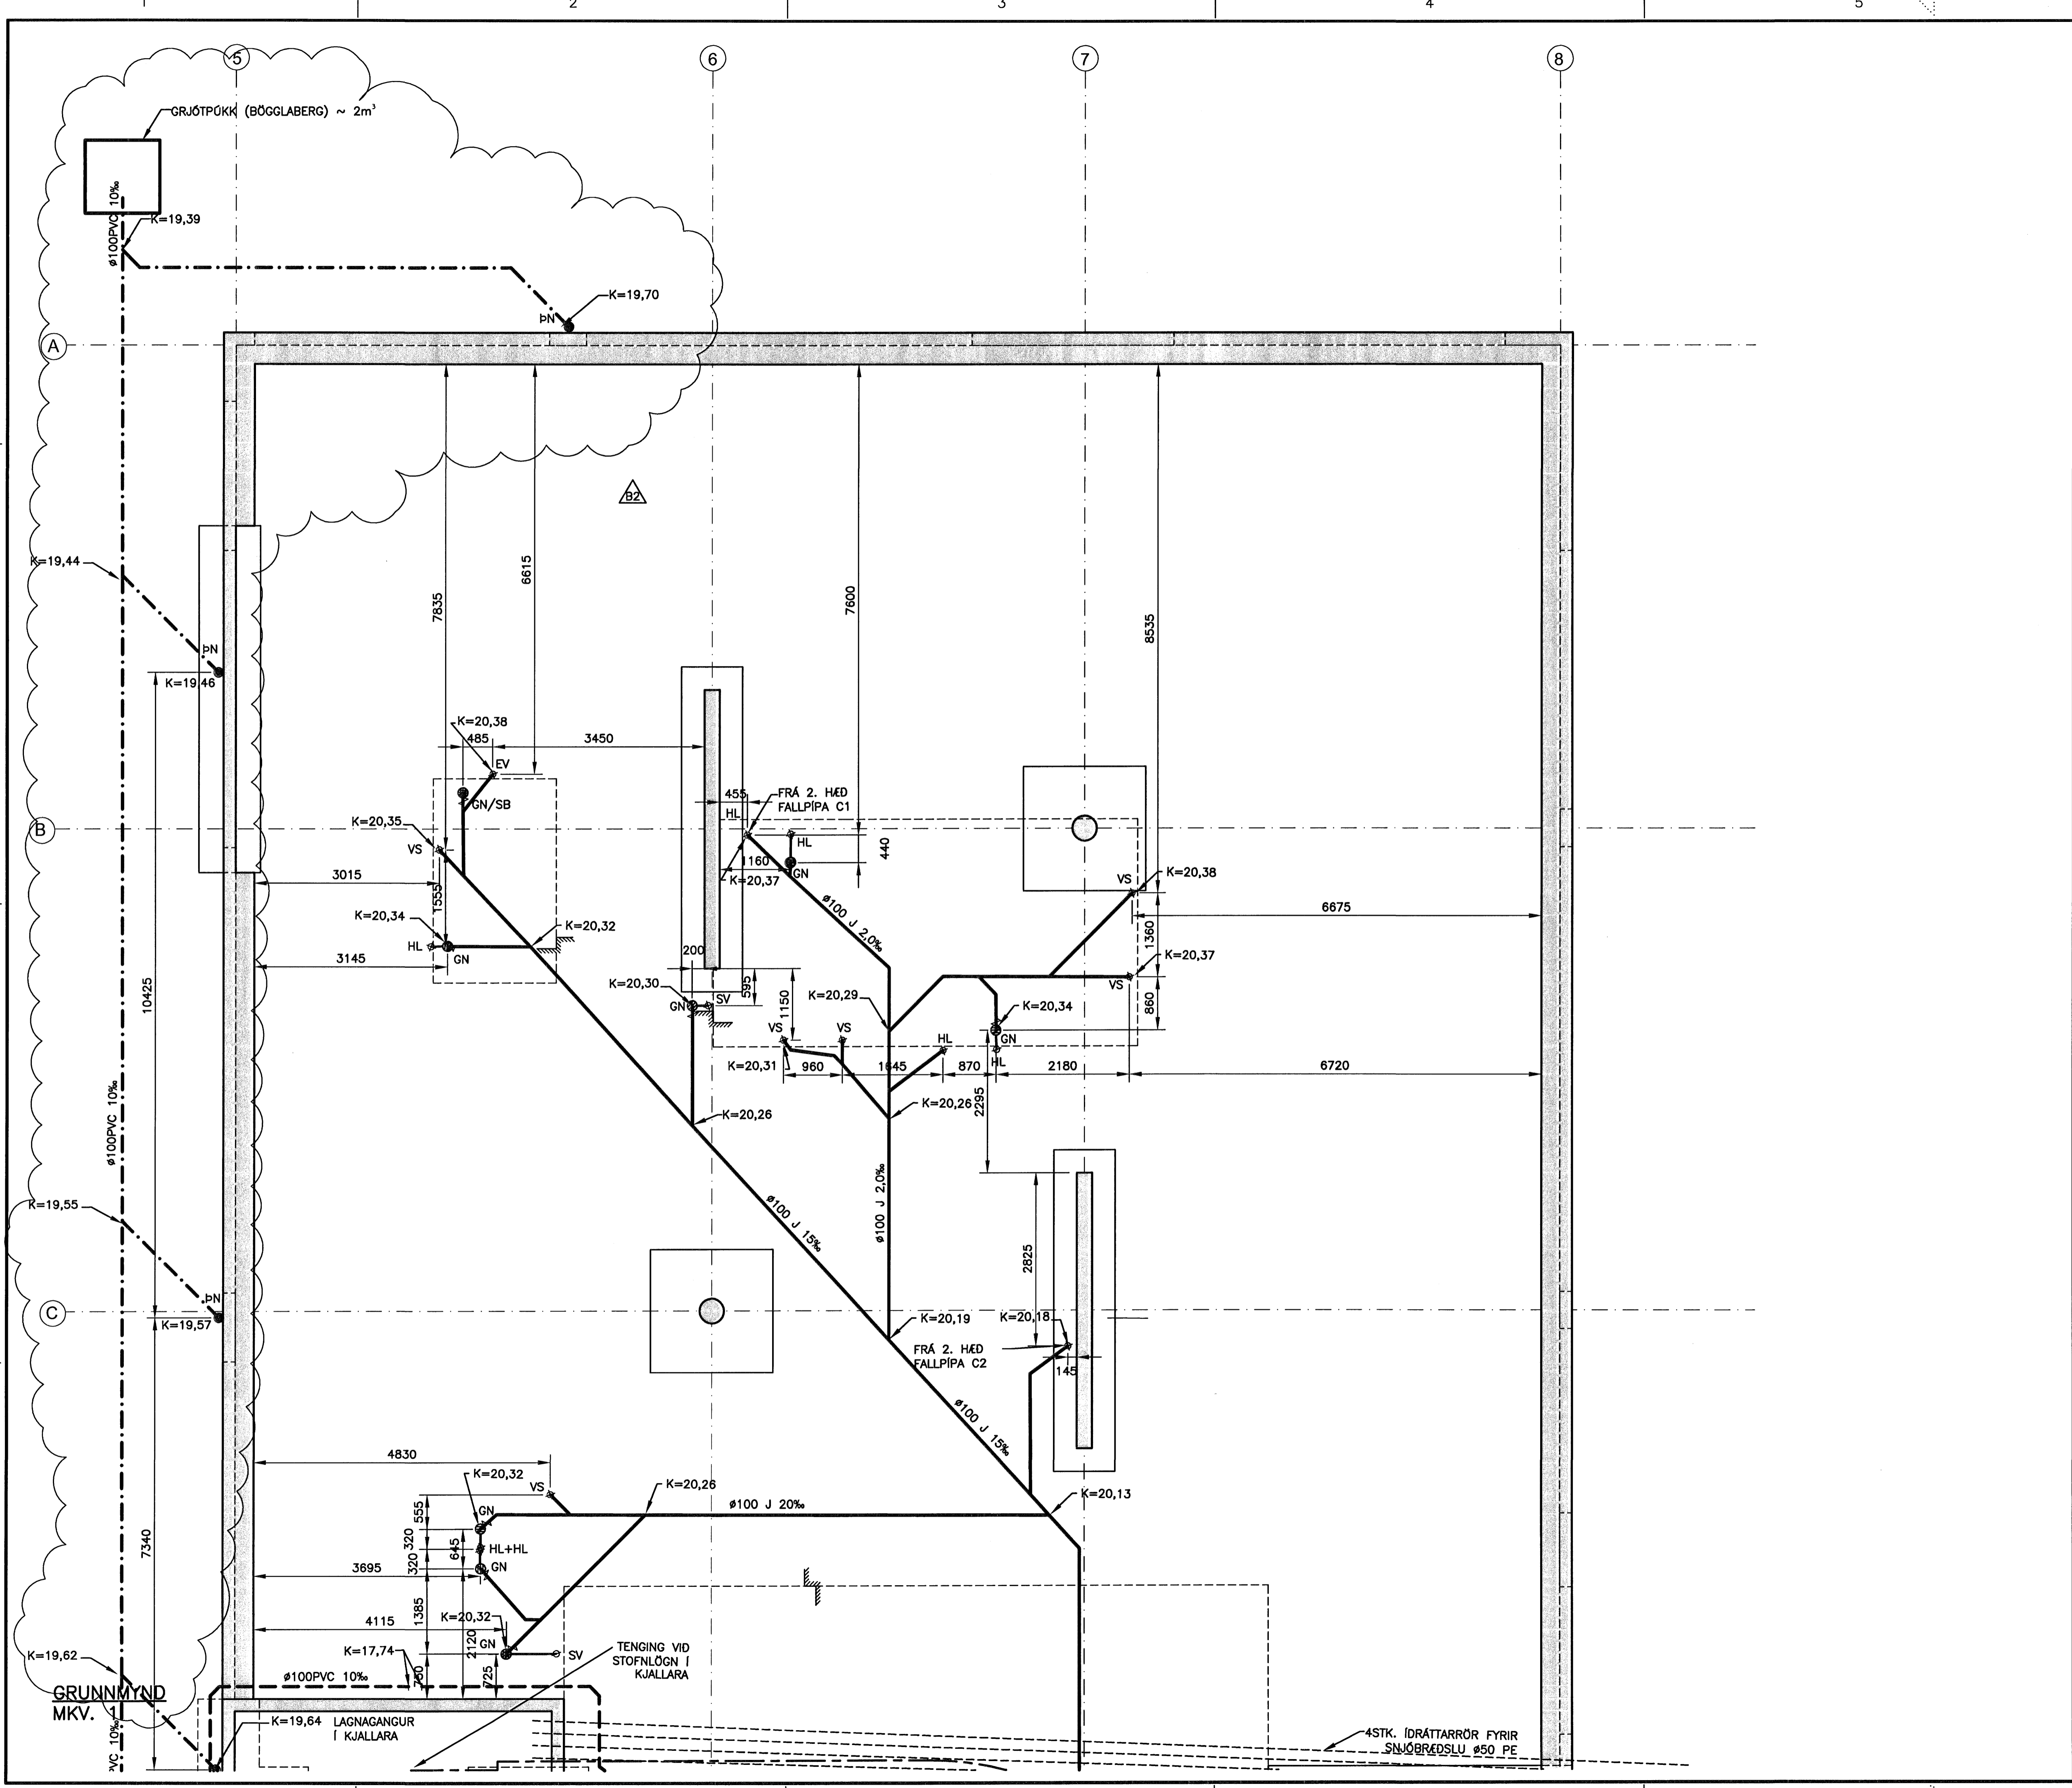 2
3
4
5
5
6
7
8
GRJÓTPÚKK (BÖGGLABERG) ~ 2m³
ø100PVC 10‰
K=19,39
K=19,70
ÞN
A
B2
K=19,44
ÞN
K=19,46
7835
6615
7600
8535
K=20,38
485
3450
EV
GN/SB
455
FRÁ 2. HÆÐ
FALLPÍPA C1
HL
B
K=20,35
VS
HL
440
1160
GN
K=20,37
3015
1555
ø100 J 2,0‰
VS
K=20,38
6675
K=20,34
K=20,32
1360
HL
GN
3145
200
K=20,37
VS
K=20,30
595
SV
GN
1150
K=20,29
860
K=20,34
10425
VS
VS
HL
GN
HL
K=20,31
960
1645
870
2180
6720
ø100PVC 10‰
2295
K=20,26
K=20,26
K=19,55
ø100 J 15‰
ø100 J 2,0‰
2825
ÞN
C
K=19,57
K=20,19
K=20,18
FRÁ 2. HÆÐ
FALLPÍPA C2
145
ø100 J 15‰
4830
K=20,32
VS
K=20,26
555
GN
ø100 J 20‰
K=20,13
7340
320
645
HL+HL
320
GN
3695
1385
4115
K=20,32
2120
GN
SV
K=17,74
750
725
TENGING VIÐ
STOFNLÖGN Í
KJALLARA
K=19,62
ø100PVC 10‰
GRUNNMYND
MKV.
K=19,64
LAGNAGANGUR
Í KJALLARA
PVC 10‰
4STK. ÍDRÁTTARRÖR FYRIR
SNJÓBRÆÐSLU ø50 PE